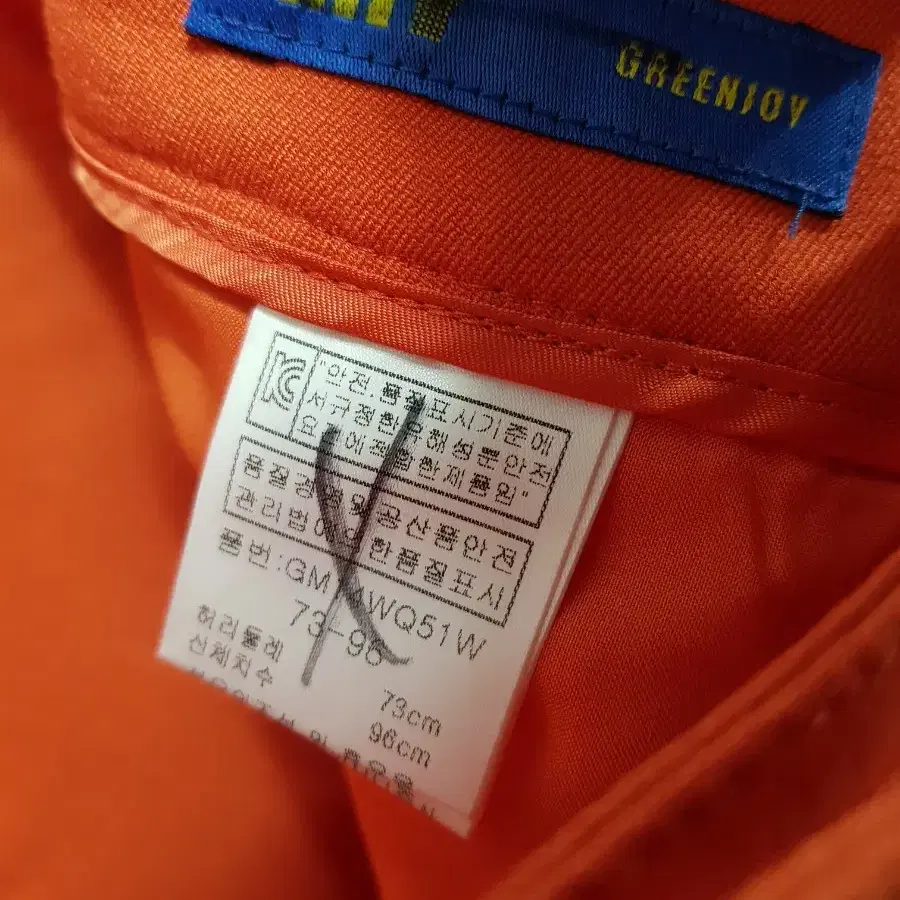 GREENJOY
"안전·품질표시기준에
서규정한유해성분안전
요 에적합한제품임"
품질경 및 공산품안전
관리법에 한품질표시
품번:GM WQ51W
73-96
허리둘레 73cm
신체치수 96cm